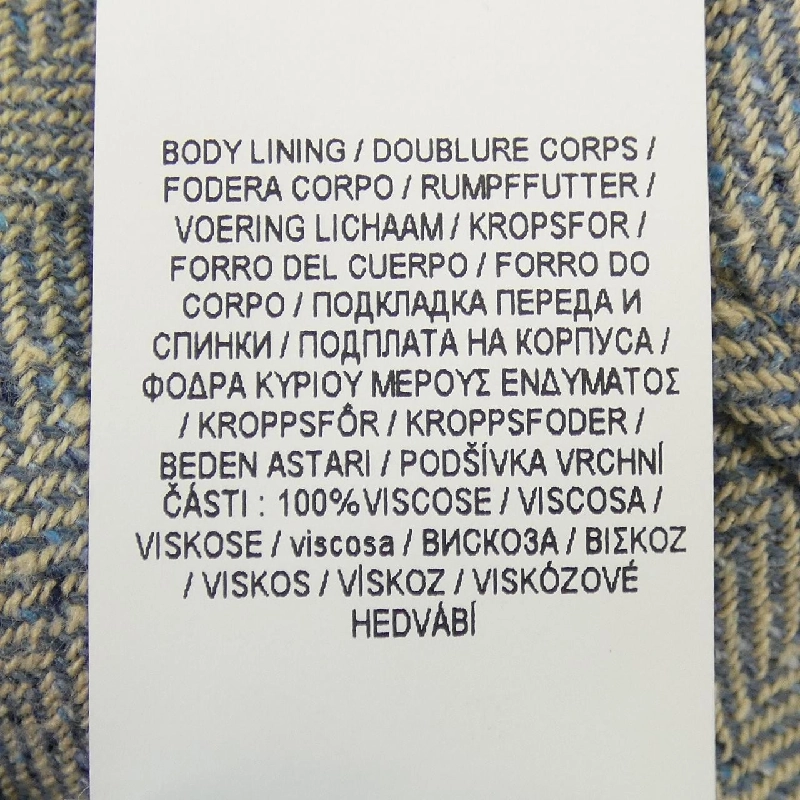 BODY LINING / DOUBLURE CORPS /
FODERA CORPO / RUMPFFUTTER /
VOERING LICHAAM / KROPSFOR /
FORRO DEL CUERPO / FORRO DO
CORPO / ПОДКЛАДКА ПЕРЕДА И
СПИНКИ / ПОДПЛАТА НА КОРПУСА /
ΦΟΔΡΑ ΚΥΡΙΟΥ ΜΕΡΟΥΣ ΕΝΔΥΜΑΤΟΣ
/ KROPPSFÔR / KROPPSFODER /
BEDEN ASTARI / PODŠÍVKA VRCHNÍ
ČÁSTI : 100%VISCOSE / VISCOSA /
VISKOSE / viscosa / ВИСКОЗА / ΒΙΣΚΟΖ
/ VISKOS / VİSKOZ / VISKÓZOVÉ
HEDVÁBÍ